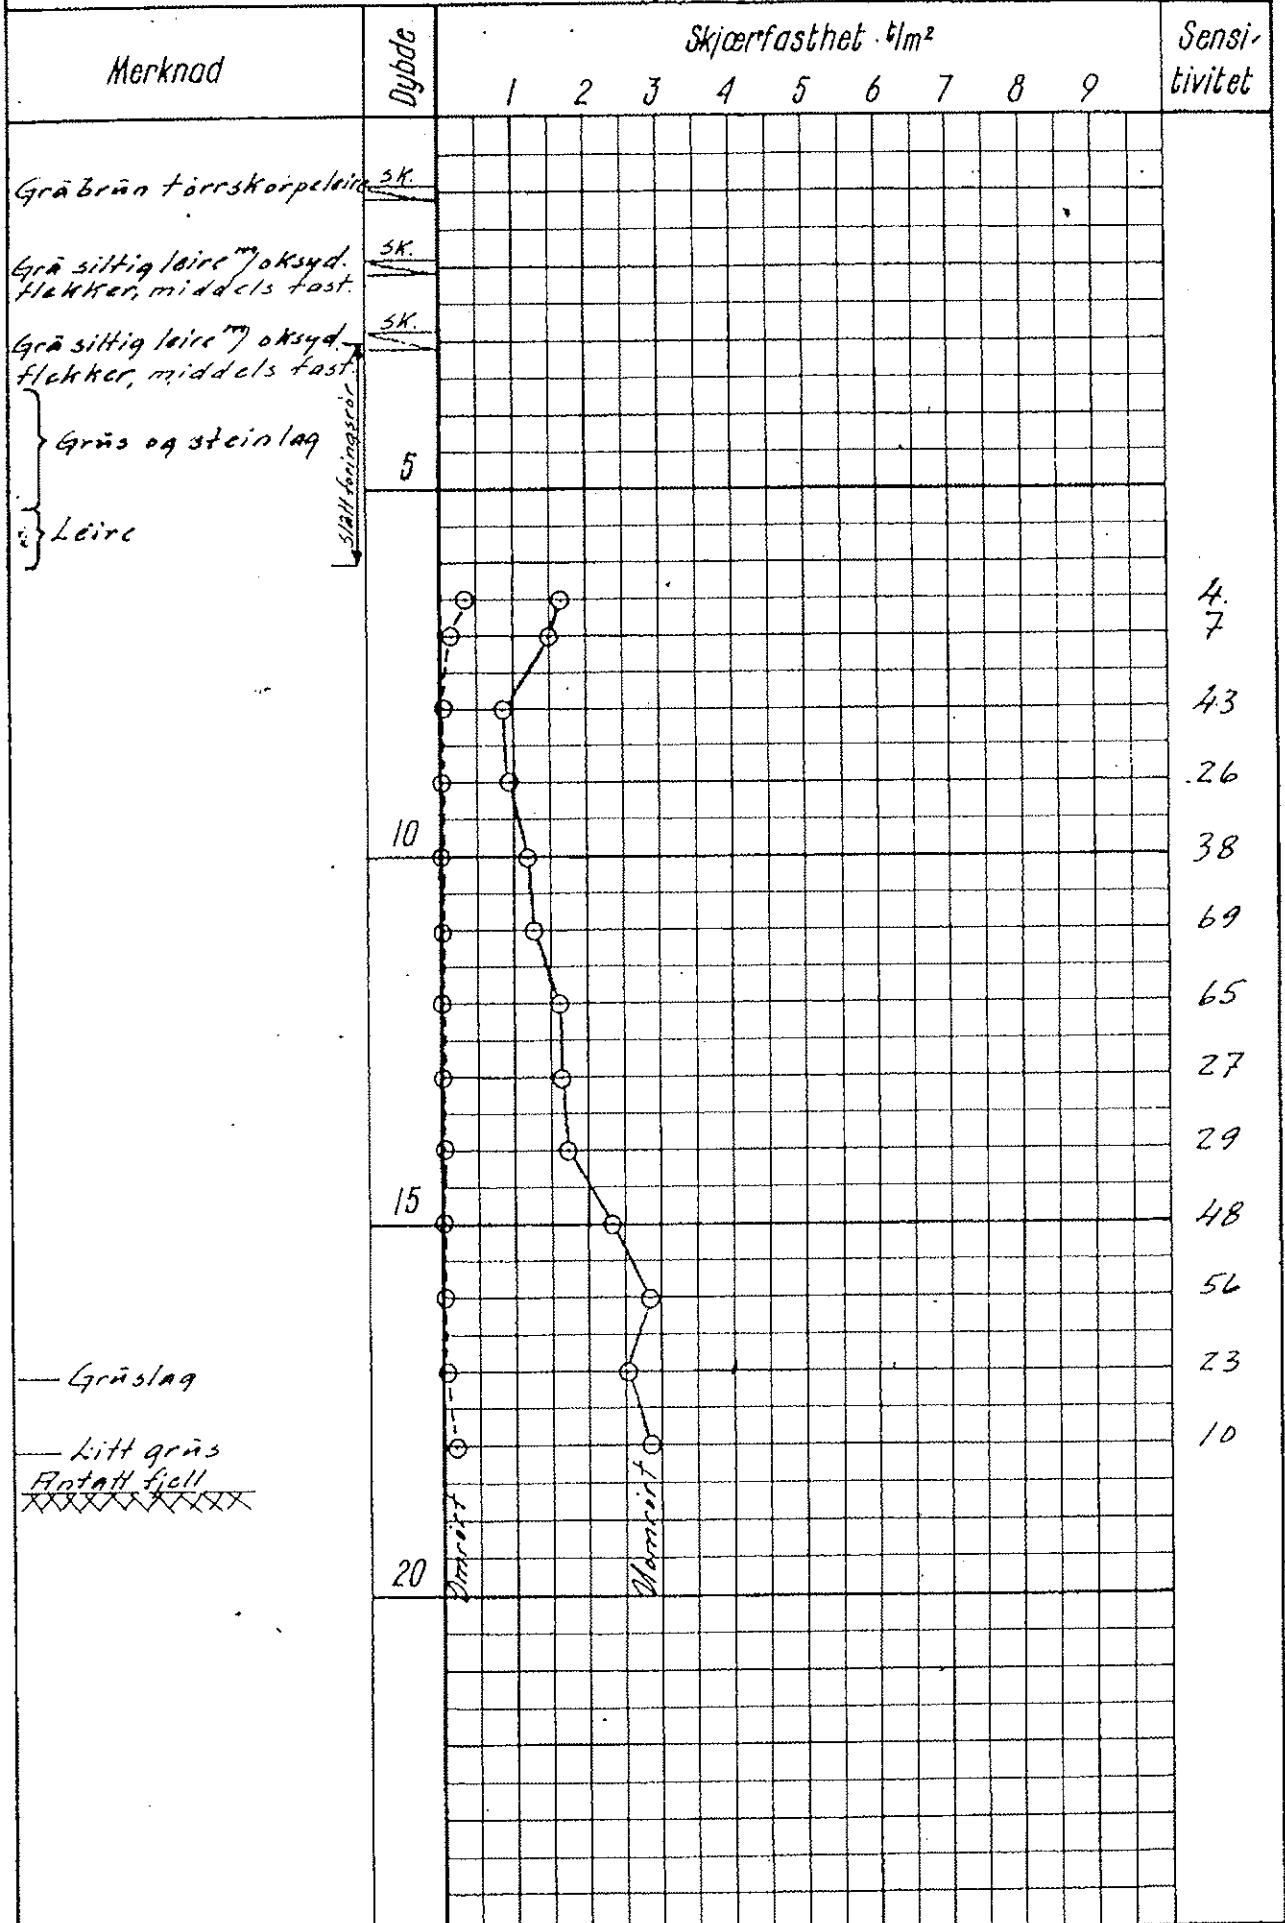 Merknad
Dybde
Skjærfasthet t/m²
1 2 3 4 5 6 7 8 9
Sensi-
tivitet
Gråbrun tørrskorpeleire
sk.
Grå siltig leire m/ oksyd.
flekker, middels fast.
sk.
Grå siltig leire m/ oksyd.
flekker, middels fast.
sk.
Grus og steinlag
Leire
5
4
7
43
26
10
38
69
65
27
29
15
48
56
23
10
Gruslag
Litt grus
Antatt fjell
Omrørt
Uomrørt
20